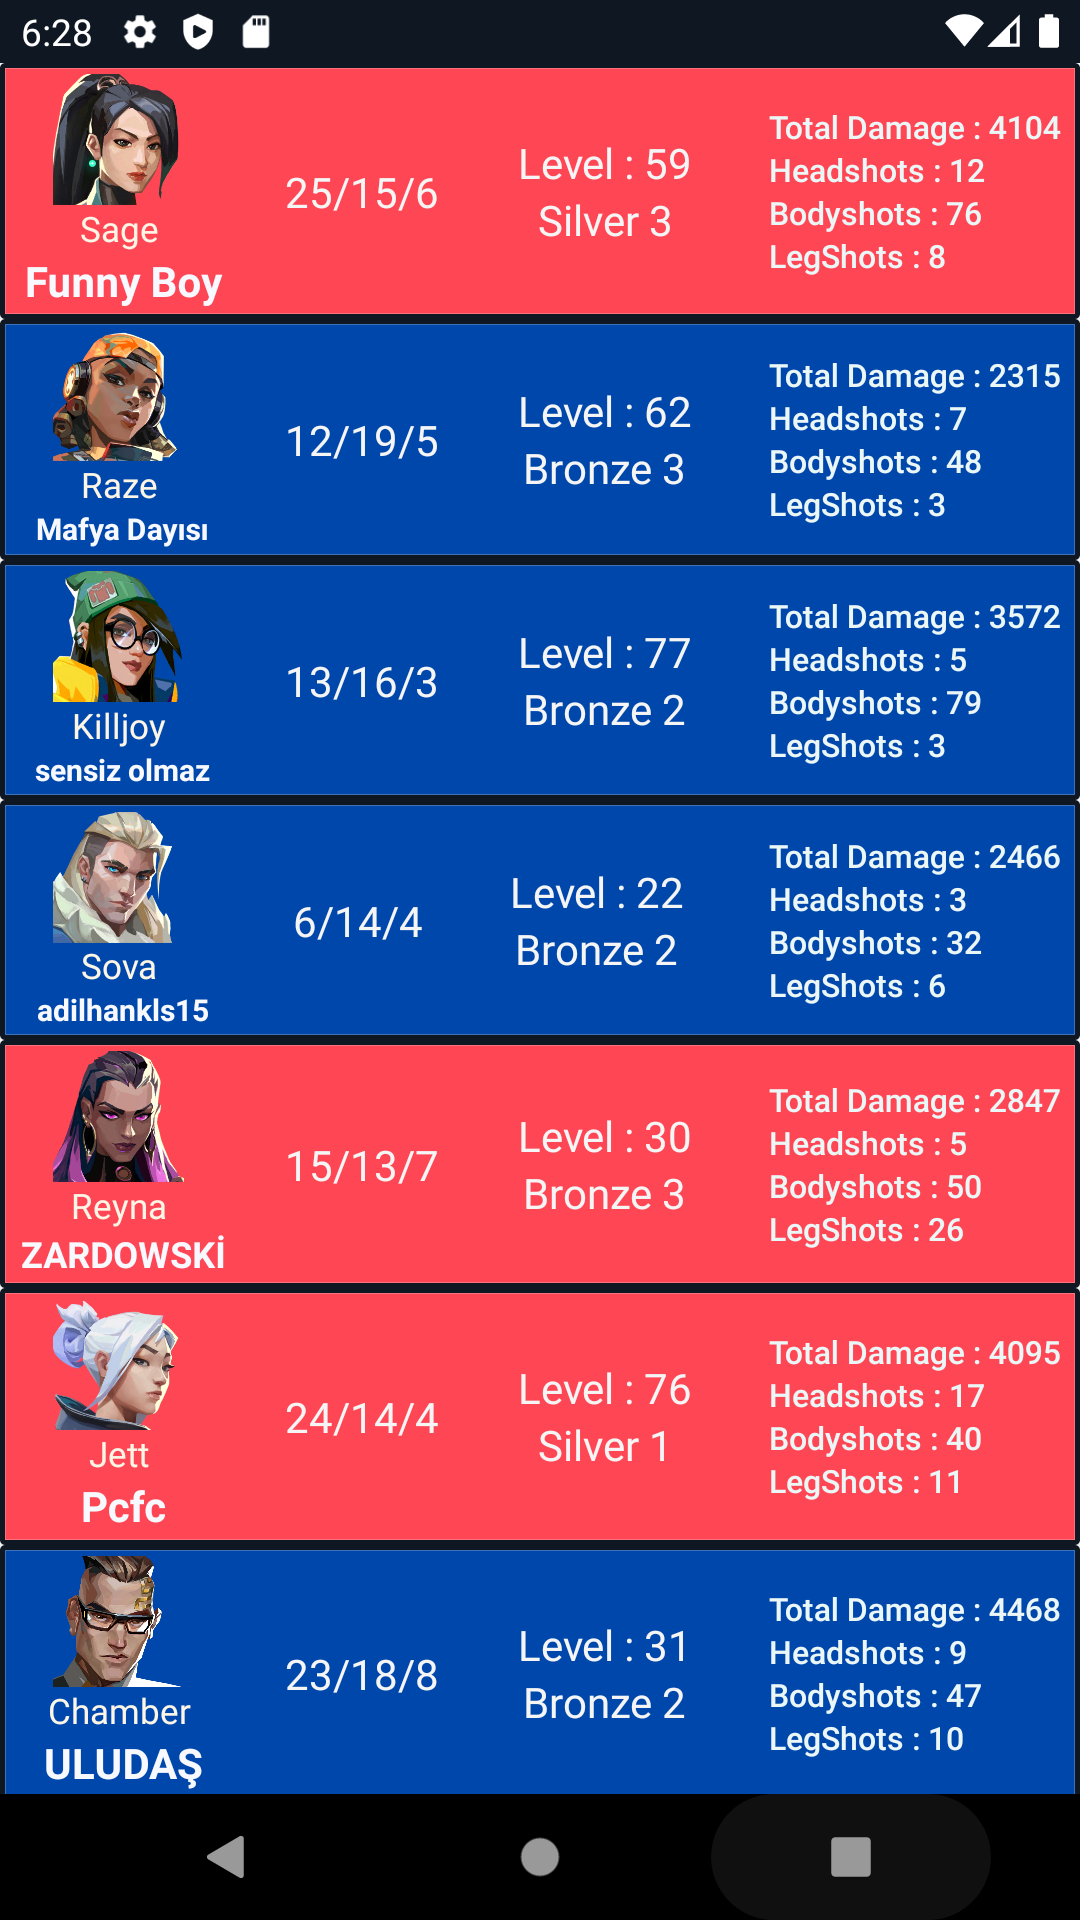 6:28
Sage
Funny Boy
25/15/6
Level : 59
Silver 3
Total Damage : 4104
Headshots : 12
Bodyshots : 76
LegShots : 8
Raze
Mafya Dayısı
12/19/5
Level : 62
Bronze 3
Total Damage : 2315
Headshots : 7
Bodyshots : 48
LegShots : 3
Killjoy
sensiz olmaz
13/16/3
Level : 77
Bronze 2
Total Damage : 3572
Headshots : 5
Bodyshots : 79
LegShots : 3
Sova
adilhankls15
6/14/4
Level : 22
Bronze 2
Total Damage : 2466
Headshots : 3
Bodyshots : 32
LegShots : 6
Reyna
ZARDOWSKİ
15/13/7
Level : 30
Bronze 3
Total Damage : 2847
Headshots : 5
Bodyshots : 50
LegShots : 26
Jett
Pcfc
24/14/4
Level : 76
Silver 1
Total Damage : 4095
Headshots : 17
Bodyshots : 40
LegShots : 11
Chamber
ULUDAŞ
23/18/8
Level : 31
Bronze 2
Total Damage : 4468
Headshots : 9
Bodyshots : 47
LegShots : 10